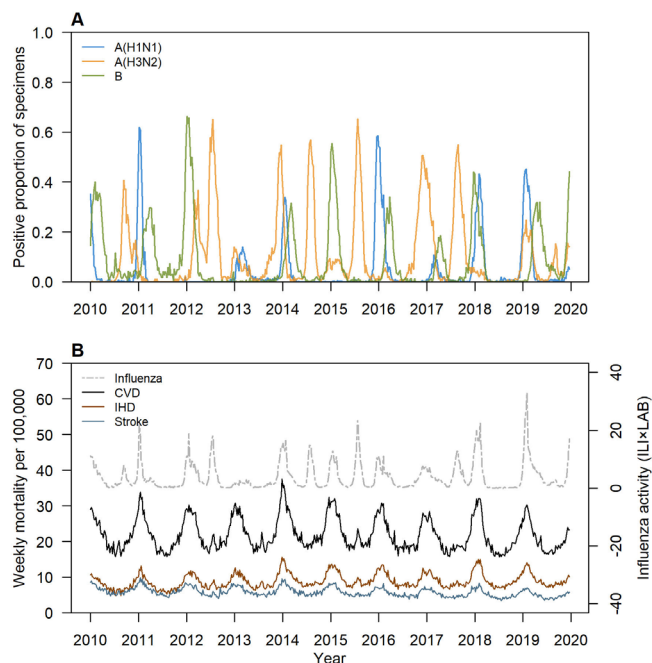 A
Positive proportion of specimens
1.0
0.8
0.6
0.4
0.2
0.0
A(H1N1)
A(H3N2)
B
2010 2011 2012 2013 2014 2015 2016 2017 2018 2019 2020
B
Weekly mortality per 100,000
70
60
50
40
30
20
10
0
Influenza
CVD
IHD
Stroke
40
20
0
−20
−40
Influenza activity (ILI×LAB)
2010 2011 2012 2013 2014 2015 2016 2017 2018 2019 2020
Year